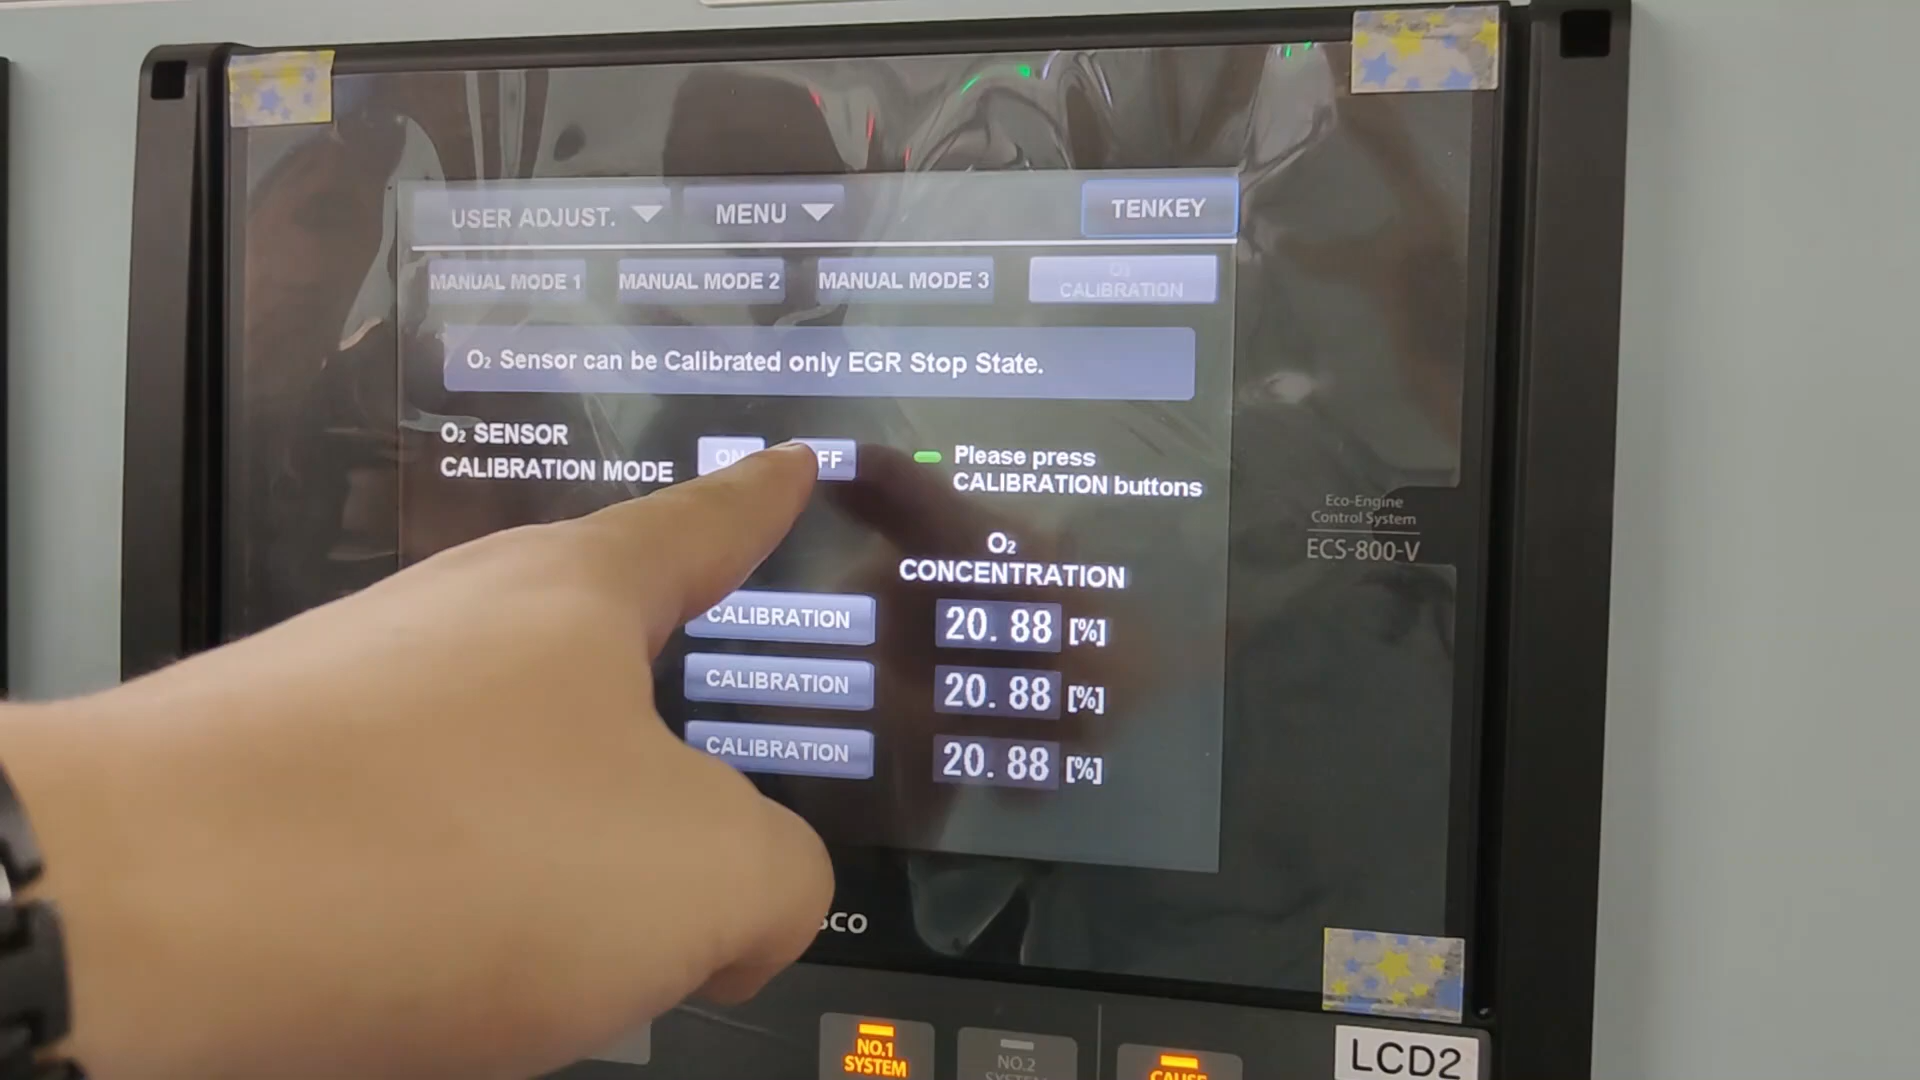 USER ADJUST. MENU TENKEY
MANUAL MODE 1 MANUAL MODE 2 MANUAL MODE 3 O₂ CALIBRATION
O₂ Sensor can be Calibrated only EGR Stop State.
O₂ SENSOR
CALIBRATION MODE
ON
Please press
CALIBRATION buttons
O₂
CONCENTRATION
CALIBRATION 20.88 [%]
CALIBRATION 20.88 [%]
CALIBRATION 20.88 [%]
Eco-Engine
Control System
ECS-800-V
NO.1
SYSTEM
NO.2
SYSTEM
CAUSE
LCD2